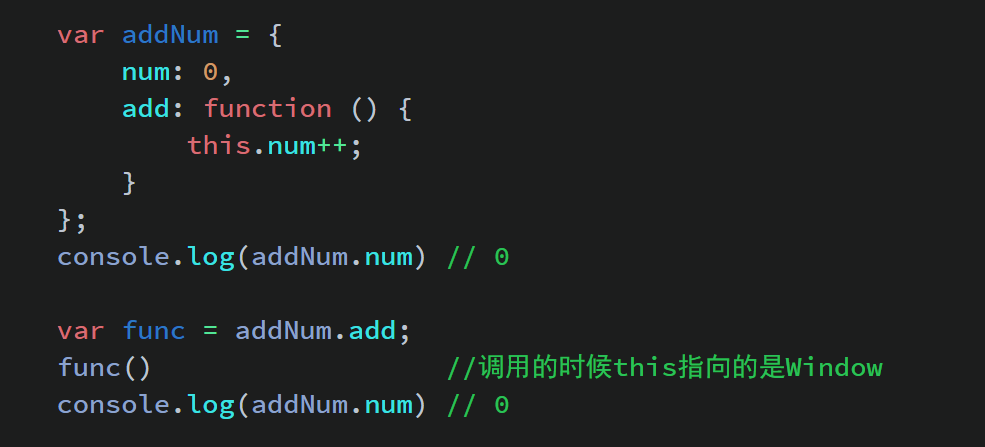 var addNum = {
    num: 0,
    add: function () {
        this.num++;
    }
};
console.log(addNum.num) // 0

var func = addNum.add;
func()                  //调用的时候this指向的是Window
console.log(addNum.num) // 0